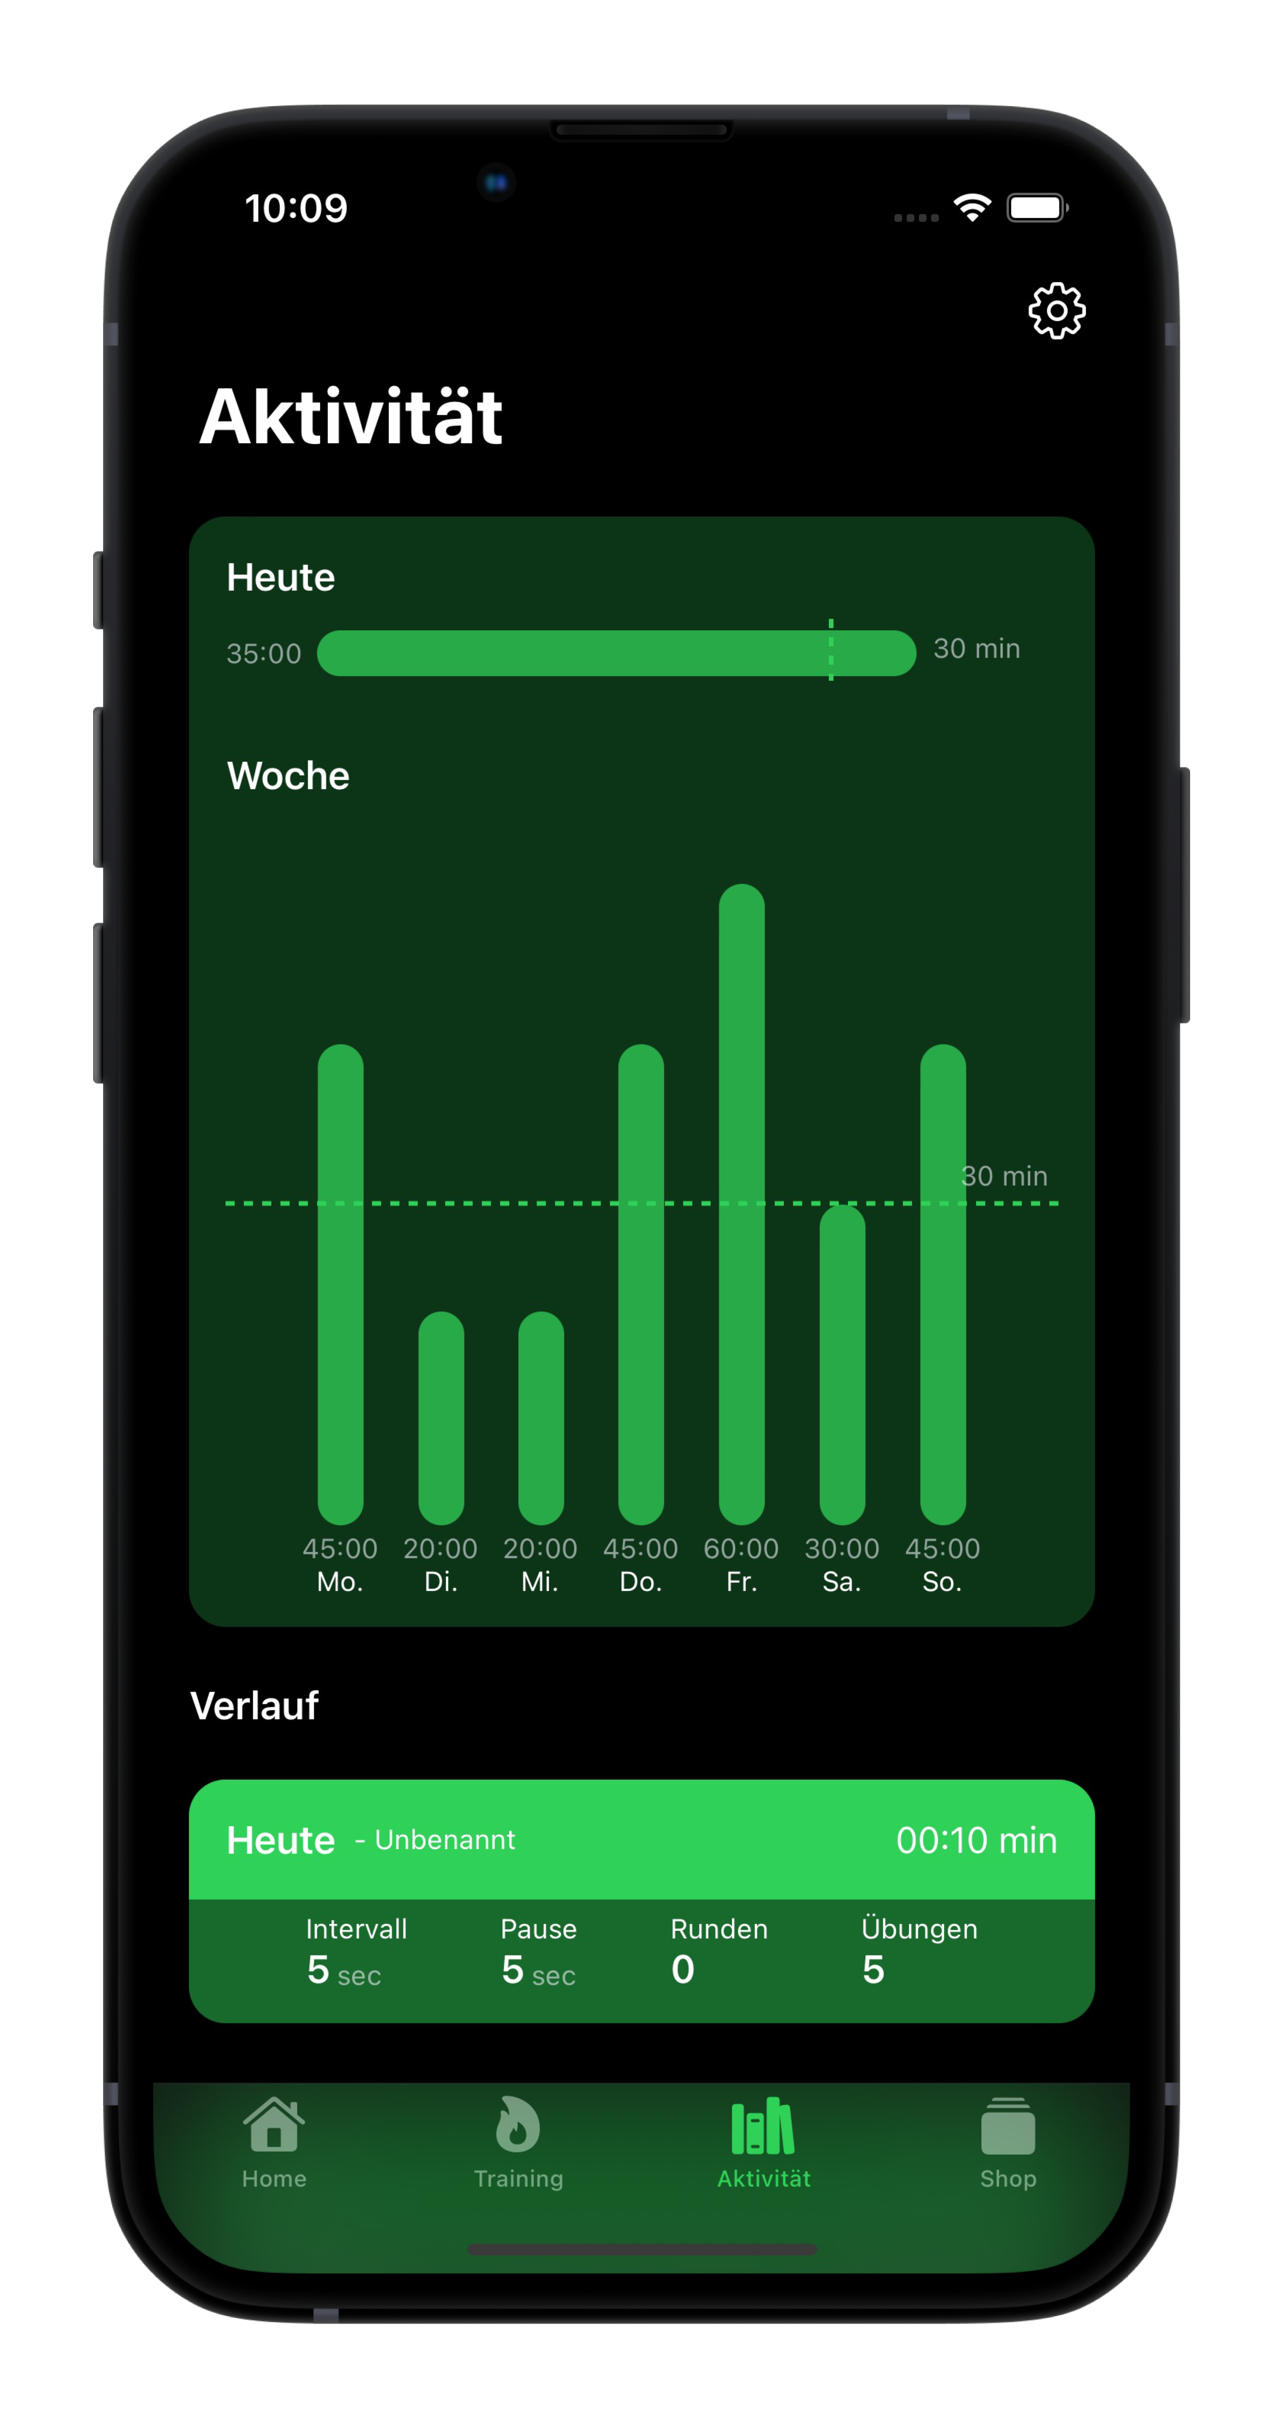 10:09
Aktivität
Heute
35:00 30 min
Woche
30 min
45:00 20:00 20:00 45:00 60:00 30:00 45:00
Mo. Di. Mi. Do. Fr. Sa. So.
Verlauf
Heute - Unbenannt 00:10 min
Intervall Pause Runden Übungen
5 sec 5 sec 0 5
Home Training Aktivität Shop